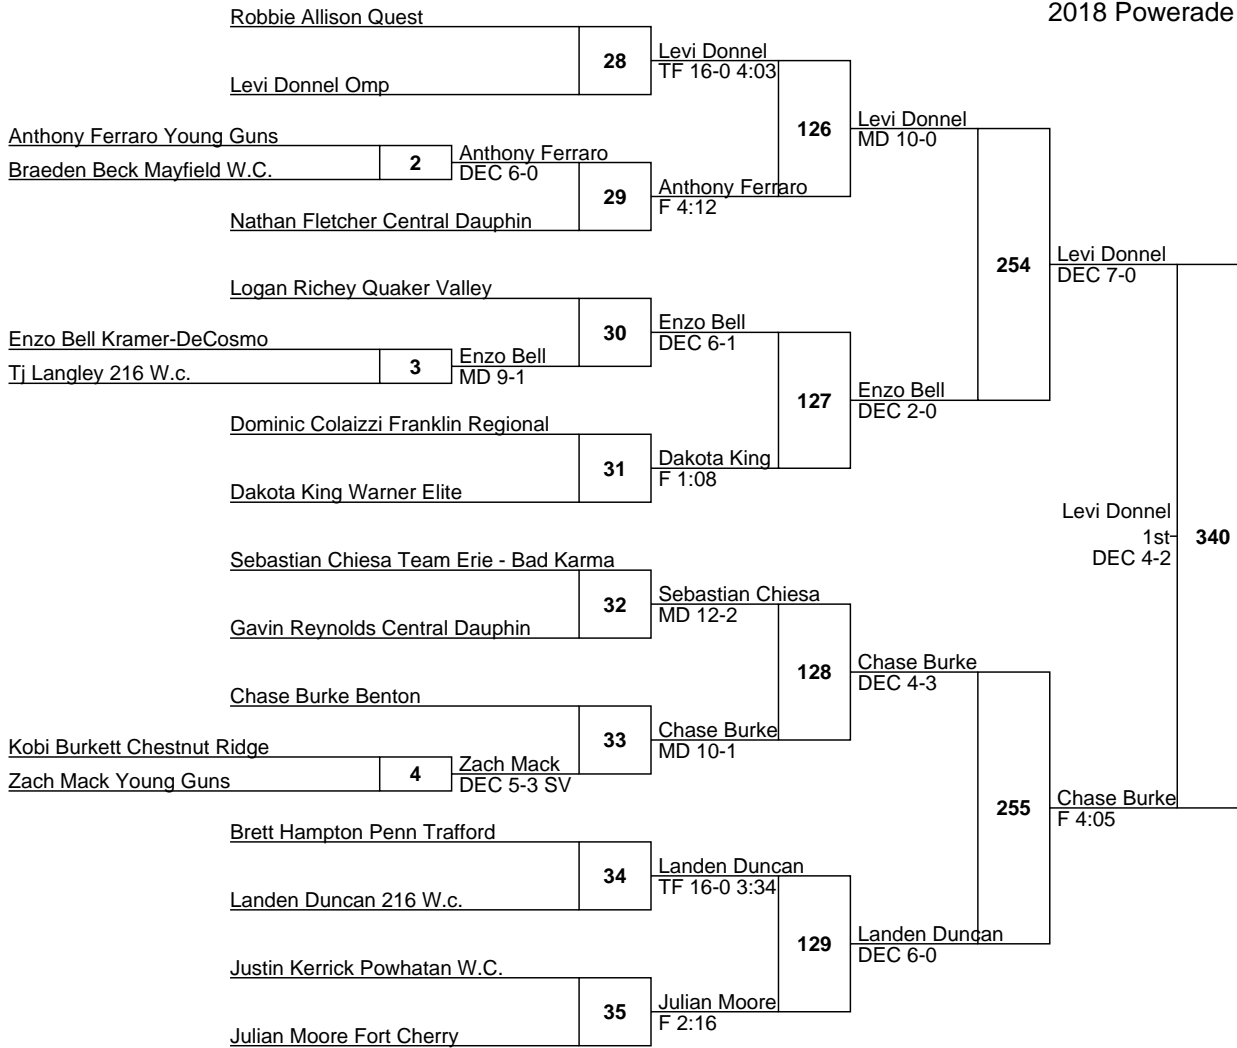 2018 Powerade
Robbie Allison Quest
28
Levi Donnel
TF 16-0 4:03
Levi Donnel Omp
126
Levi Donnel
MD 10-0
Anthony Ferraro Young Guns
2
Anthony Ferraro
DEC 6-0
Braeden Beck Mayfield W.C.
29
Anthony Ferraro
F 4:12
Nathan Fletcher Central Dauphin
254
Levi Donnel
DEC 7-0
Logan Richey Quaker Valley
30
Enzo Bell
DEC 6-1
Enzo Bell Kramer-DeCosmo
3
Enzo Bell
MD 9-1
Tj Langley 216 W.c.
127
Enzo Bell
DEC 2-0
Dominic Colaizzi Franklin Regional
31
Dakota King
F 1:08
Dakota King Warner Elite
Levi Donnel
1st
DEC 4-2
340
Sebastian Chiesa Team Erie - Bad Karma
32
Sebastian Chiesa
MD 12-2
Gavin Reynolds Central Dauphin
128
Chase Burke
DEC 4-3
Chase Burke Benton
33
Chase Burke
MD 10-1
Kobi Burkett Chestnut Ridge
4
Zach Mack
DEC 5-3 SV
Zach Mack Young Guns
255
Chase Burke
F 4:05
Brett Hampton Penn Trafford
34
Landen Duncan
TF 16-0 3:34
Landen Duncan 216 W.c.
129
Landen Duncan
DEC 6-0
Justin Kerrick Powhatan W.C.
35
Julian Moore
F 2:16
Julian Moore Fort Cherry